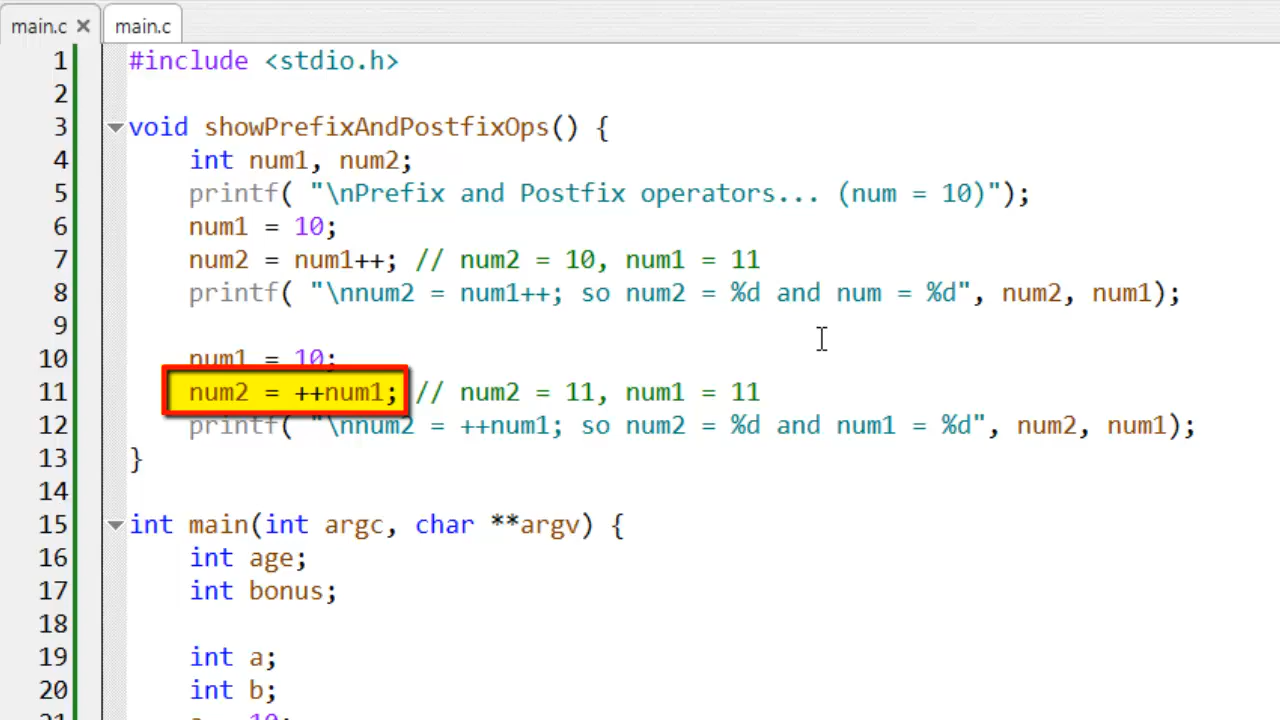 main.c × main.c
1 #include <stdio.h>
2
3 void showPrefixAndPostfixOps() {
4 int num1, num2;
5 printf( "\nPrefix and Postfix operators... (num = 10)");
6 num1 = 10;
7 num2 = num1++; // num2 = 10, num1 = 11
8 printf( "\nnum2 = num1++; so num2 = %d and num = %d", num2, num1);
9
10 num1 = 10;
11 num2 = ++num1; // num2 = 11, num1 = 11
12 printf( "\nnum2 = ++num1; so num2 = %d and num1 = %d", num2, num1);
13 }
14
15 int main(int argc, char **argv) {
16 int age;
17 int bonus;
18
19 int a;
20 int b;
21 a = 10;